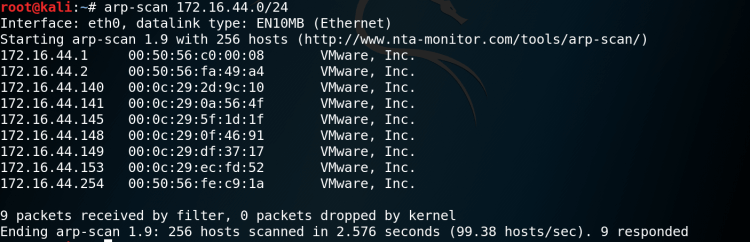 root@kali:~# arp-scan 172.16.44.0/24
Interface: eth0, datalink type: EN10MB (Ethernet)
Starting arp-scan 1.9 with 256 hosts (http://www.nta-monitor.com/tools/arp-scan/)
172.16.44.1 00:50:56:c0:00:08 VMware, Inc.
172.16.44.2 00:50:56:fa:49:a4 VMware, Inc.
172.16.44.140 00:0c:29:2d:9c:10 VMware, Inc.
172.16.44.141 00:0c:29:0a:56:4f VMware, Inc.
172.16.44.145 00:0c:29:5f:1d:1f VMware, Inc.
172.16.44.148 00:0c:29:0f:46:91 VMware, Inc.
172.16.44.149 00:0c:29:df:37:17 VMware, Inc.
172.16.44.153 00:0c:29:ec:fd:52 VMware, Inc.
172.16.44.254 00:50:56:fe:c9:1a VMware, Inc.
9 packets received by filter, 0 packets dropped by kernel
Ending arp-scan 1.9: 256 hosts scanned in 2.576 seconds (99.38 hosts/sec). 9 responded